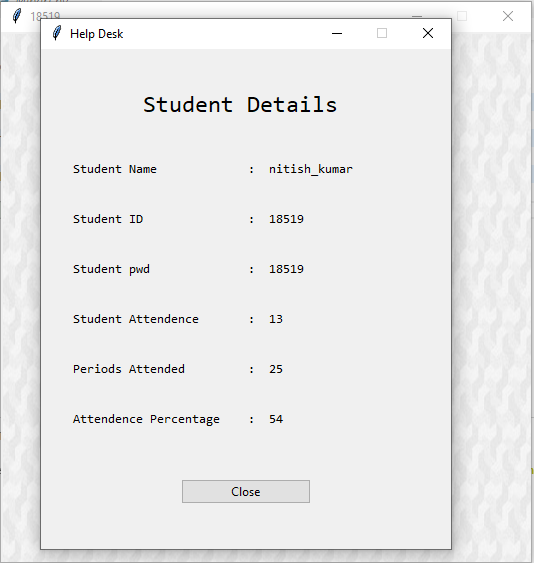 18519
Help Desk
Student Details
Student Name : nitish_kumar
Student ID : 18519
Student pwd : 18519
Student Attendence : 13
Periods Attended : 25
Attendence Percentage : 54
Close